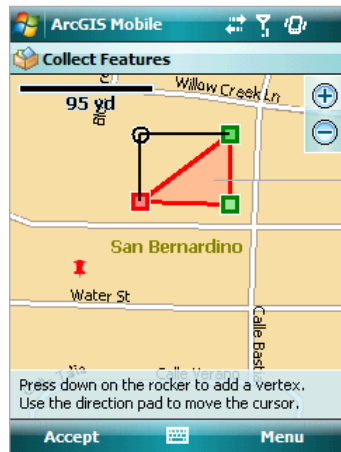 ArcGIS Mobile
Collect Features
Willow Creek Ln
95 yd
San Bernardino
Water St
Calle Bast
Calle Verano
Press down on the rocker to add a vertex.
Use the direction pad to move the cursor.
Accept Menu